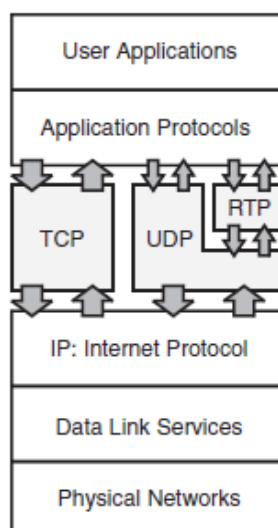 User Applications
Application Protocols
RTP
TCP
UDP
IP: Internet Protocol
Data Link Services
Physical Networks